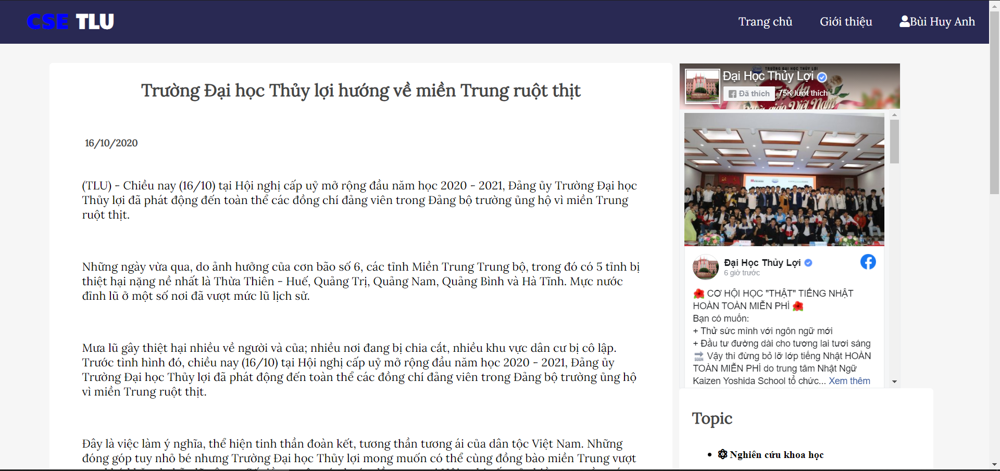 CSE TLU
Trang chủ
Giới thiệu
Bùi Huy Anh
Trường Đại học Thủy lợi hướng về miền Trung ruột thịt
16/10/2020
(TLU) - Chiều nay (16/10) tại Hội nghị cấp uỷ mở rộng đầu năm học 2020 - 2021, Đảng ủy Trường Đại học
Thủy lợi đã phát động đến toàn thể các đồng chí đảng viên trong Đảng bộ trường ủng hộ vì miền Trung
ruột thịt.
Những ngày vừa qua, do ảnh hưởng của cơn bão số 6, các tỉnh Miền Trung Trung bộ, trong đó có 5 tỉnh bị
thiệt hại nặng nề nhất là Thừa Thiên - Huế, Quảng Trị, Quảng Nam, Quảng Bình và Hà Tĩnh. Mực nước
đỉnh lũ ở một số nơi đã vượt mức lũ lịch sử.
Mưa lũ gây thiệt hại nhiều về người và của; nhiều nơi đang bị chia cắt, nhiều khu vực dân cư bị cô lập.
Trước tình hình đó, chiều nay (16/10) tại Hội nghị cấp uỷ mở rộng đầu năm học 2020 - 2021, Đảng ủy
Trường Đại học Thủy lợi đã phát động đến toàn thể các đồng chí đảng viên trong Đảng bộ trường ủng hộ
vì miền Trung ruột thịt.
Đây là việc làm ý nghĩa, thể hiện tinh thần đoàn kết, tương thần tương ái của dân tộc Việt Nam. Những
đóng góp tuy nhỏ bé nhưng Trường Đại học Thủy lợi mong muốn có thể cùng đồng bào miền Trung vượt
TRƯỜNG ĐẠI HỌC THỦY LỢI
Đại Học Thủy Lợi
Đã thích
75K lượt thích
Tri Ân
nhà giáo Việt Nam
Đại Học Thủy Lợi
6 giờ trước
CƠ HỘI HỌC "THẬT" TIẾNG NHẬT
HOÀN TOÀN MIỄN PHÍ
Bạn có muốn:
+ Thử sức mình với ngôn ngữ mới
+ Đầu tư đường dài cho tương lai tươi sáng
SOON Vậy thì đừng bỏ lỡ lớp tiếng Nhật HOÀN
TOÀN MIỄN PHÍ do trung tâm Nhật Ngữ
Kaizen Yoshida School tổ chức... Xem thêm
Topic
Nghiên cứu khoa học